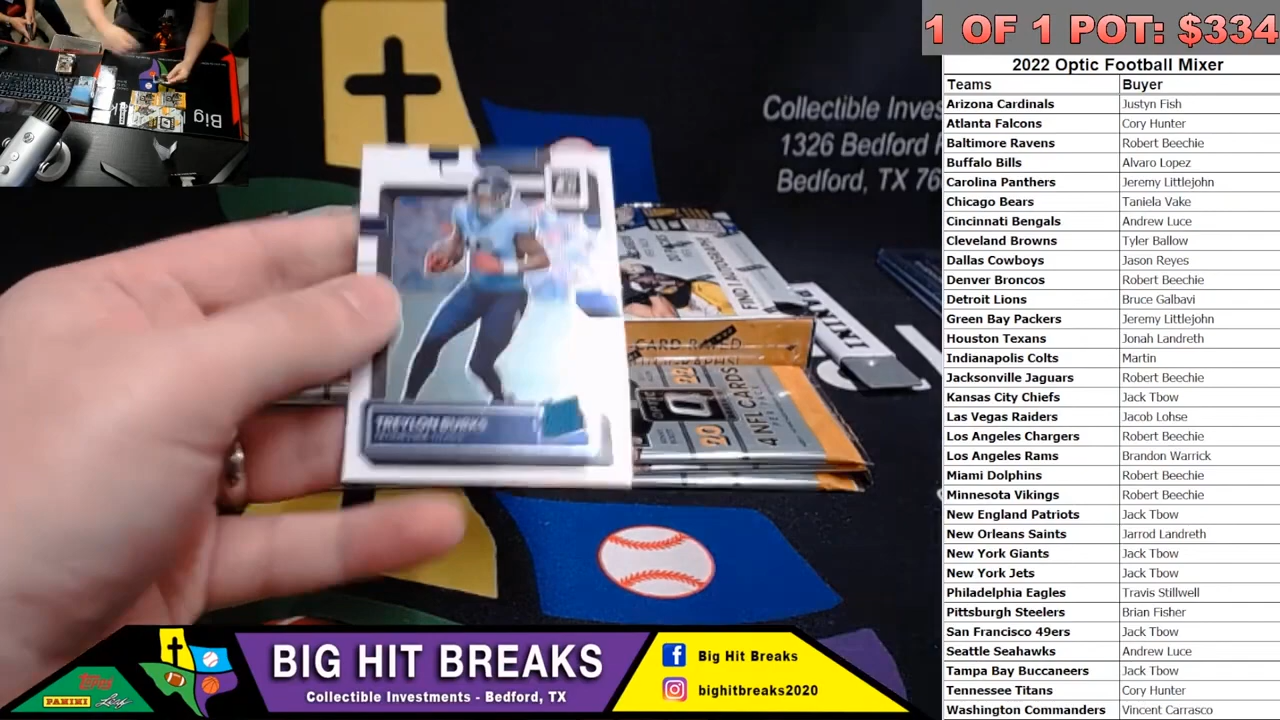 1 OF 1 POT: $334
2022 Optic Football Mixer
Teams Buyer
Arizona Cardinals Justyn Fish
Atlanta Falcons Cory Hunter
Baltimore Ravens Robert Beechie
Buffalo Bills Alvaro Lopez
Carolina Panthers Jeremy Littlejohn
Chicago Bears Taniela Vake
Cincinnati Bengals Andrew Luce
Cleveland Browns Tyler Ballow
Dallas Cowboys Jason Reyes
Denver Broncos Robert Beechie
Detroit Lions Bruce Galbavi
Green Bay Packers Jeremy Littlejohn
Houston Texans Jonah Landreth
Indianapolis Colts Martin
Jacksonville Jaguars Robert Beechie
Kansas City Chiefs Jack Tbow
Las Vegas Raiders Jacob Lohse
Los Angeles Chargers Robert Beechie
Los Angeles Rams Brandon Warrick
Miami Dolphins Robert Beechie
Minnesota Vikings Robert Beechie
New England Patriots Jack Tbow
New Orleans Saints Jarrod Landreth
New York Giants Jack Tbow
New York Jets Jack Tbow
Philadelphia Eagles Travis Stillwell
Pittsburgh Steelers Brian Fisher
San Francisco 49ers Jack Tbow
Seattle Seahawks Andrew Luce
Tampa Bay Buccaneers Jack Tbow
Tennessee Titans Cory Hunter
Washington Commanders Vincent Carrasco
Collectible Inves
1326 Bedford
Bedford, TX 76
Big
TREYLON BURKS
PANINI
CARD RATED
4 NFL CARDS
20
BIG HIT BREAKS
Collectible Investments - Bedford, TX
Big Hit Breaks
bighitbreaks2020
Topps
PANINI
Leaf